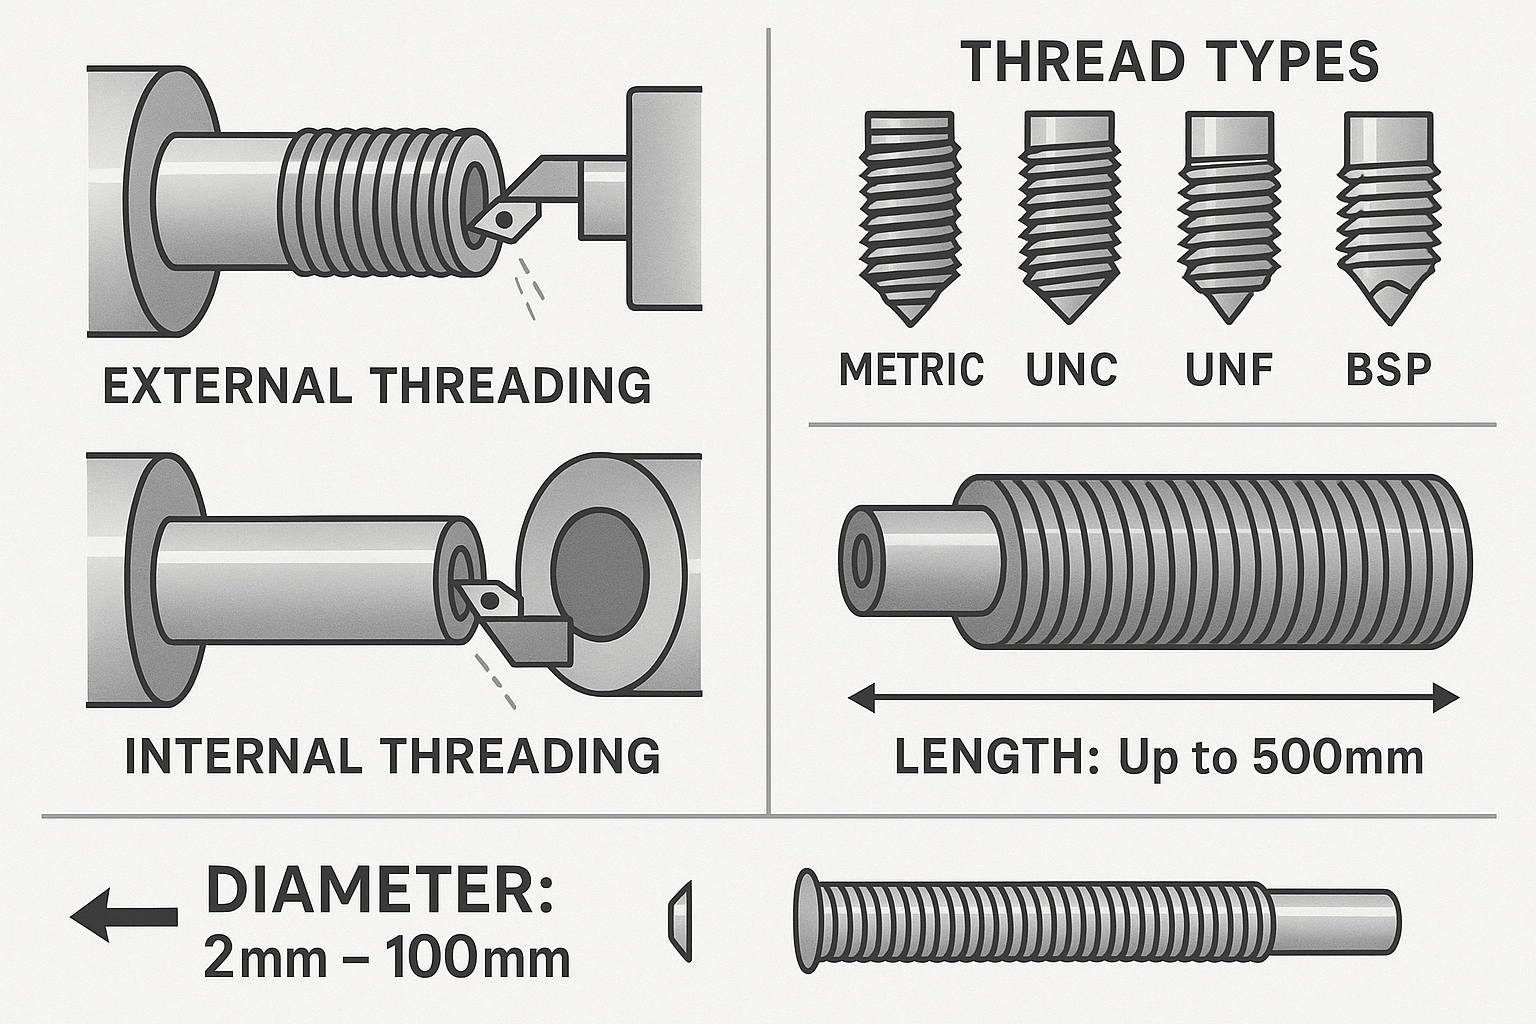 EXTERNAL THREADING
INTERNAL THREADING
THREAD TYPES
METRIC UNC UNF BSP
LENGTH: Up to 500mm
DIAMETER:
2mm – 100mm